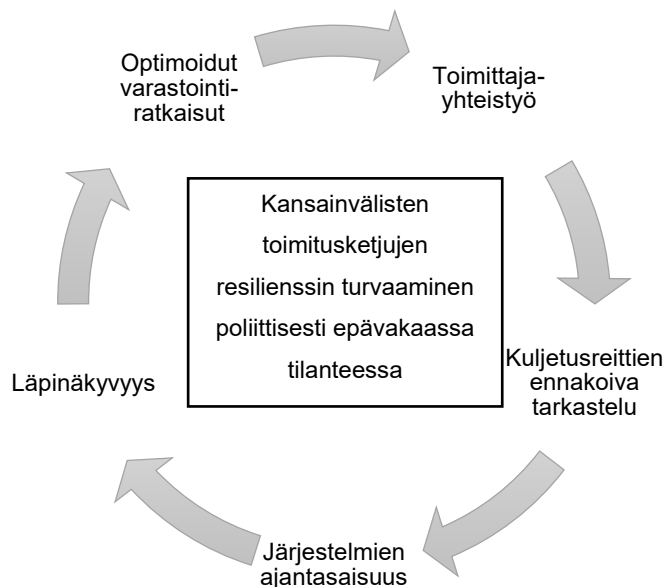 Optimoidut
varastointi-
ratkaisut
Toimittaja-
yhteistyö
Kansainvälisten
toimitusketjujen
resilienssin turvaaminen
poliittisesti epävakaassa
tilanteessa
Kuljetusreittien
ennakoiva
tarkastelu
Järjestelmien
ajantasaisuus
Läpinäkyvyys